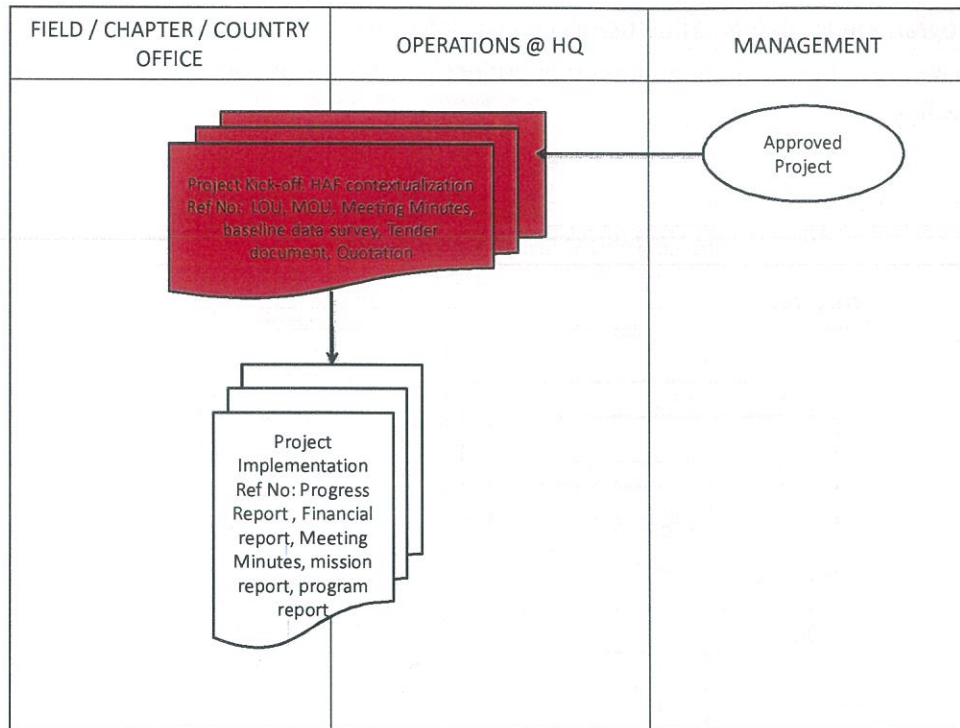 FIELD / CHAPTER / COUNTRY
OFFICE
OPERATIONS @ HQ
MANAGEMENT
Approved
Project
Project Kick-off, HAF contextualization
Ref No: LOU, MOU, Meeting Minutes,
baseline data survey, Tender
document, Quotation
Project
Implementation
Ref No: Progress
Report , Financial
report, Meeting
Minutes, mission
report, program
report